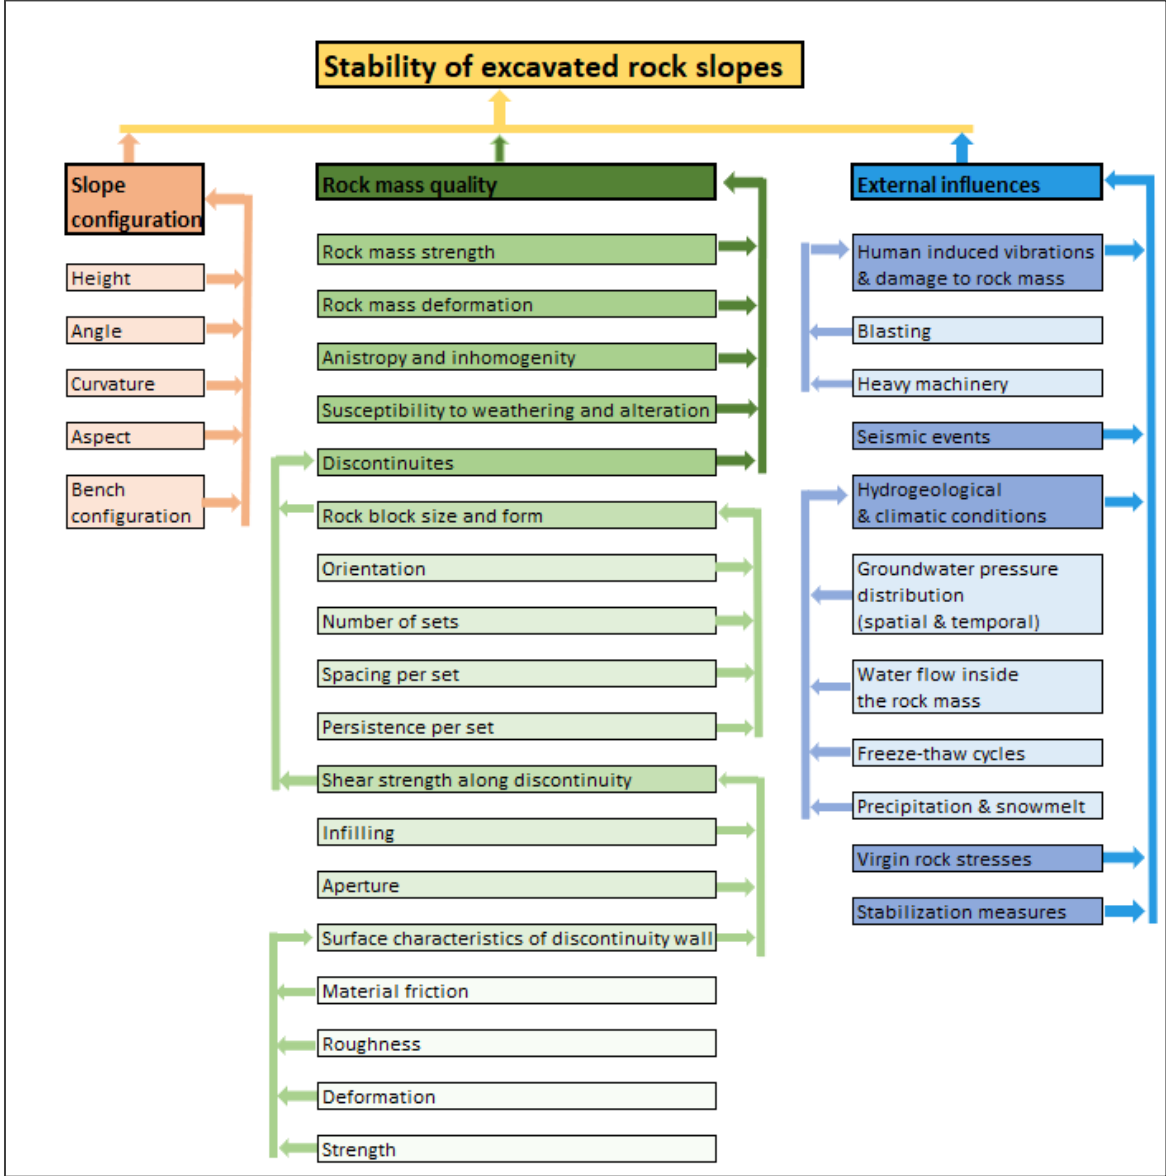 Stability of excavated rock slopes
Slope
configuration
Height
Angle
Curvature
Aspect
Bench
configuration
Rock mass quality
Rock mass strength
Rock mass deformation
Anistropy and inhomogenity
Susceptibility to weathering and alteration
Discontinuites
Rock block size and form
Orientation
Number of sets
Spacing per set
Persistence per set
Shear strength along discontinuity
Infilling
Aperture
Surface characteristics of discontinuity wall
Material friction
Roughness
Deformation
Strength
External influences
Human induced vibrations
& damage to rock mass
Blasting
Heavy machinery
Seismic events
Hydrogeological
& climatic conditions
Groundwater pressure
distribution
(spatial & temporal)
Water flow inside
the rock mass
Freeze-thaw cycles
Precipitation & snowmelt
Virgin rock stresses
Stabilization measures